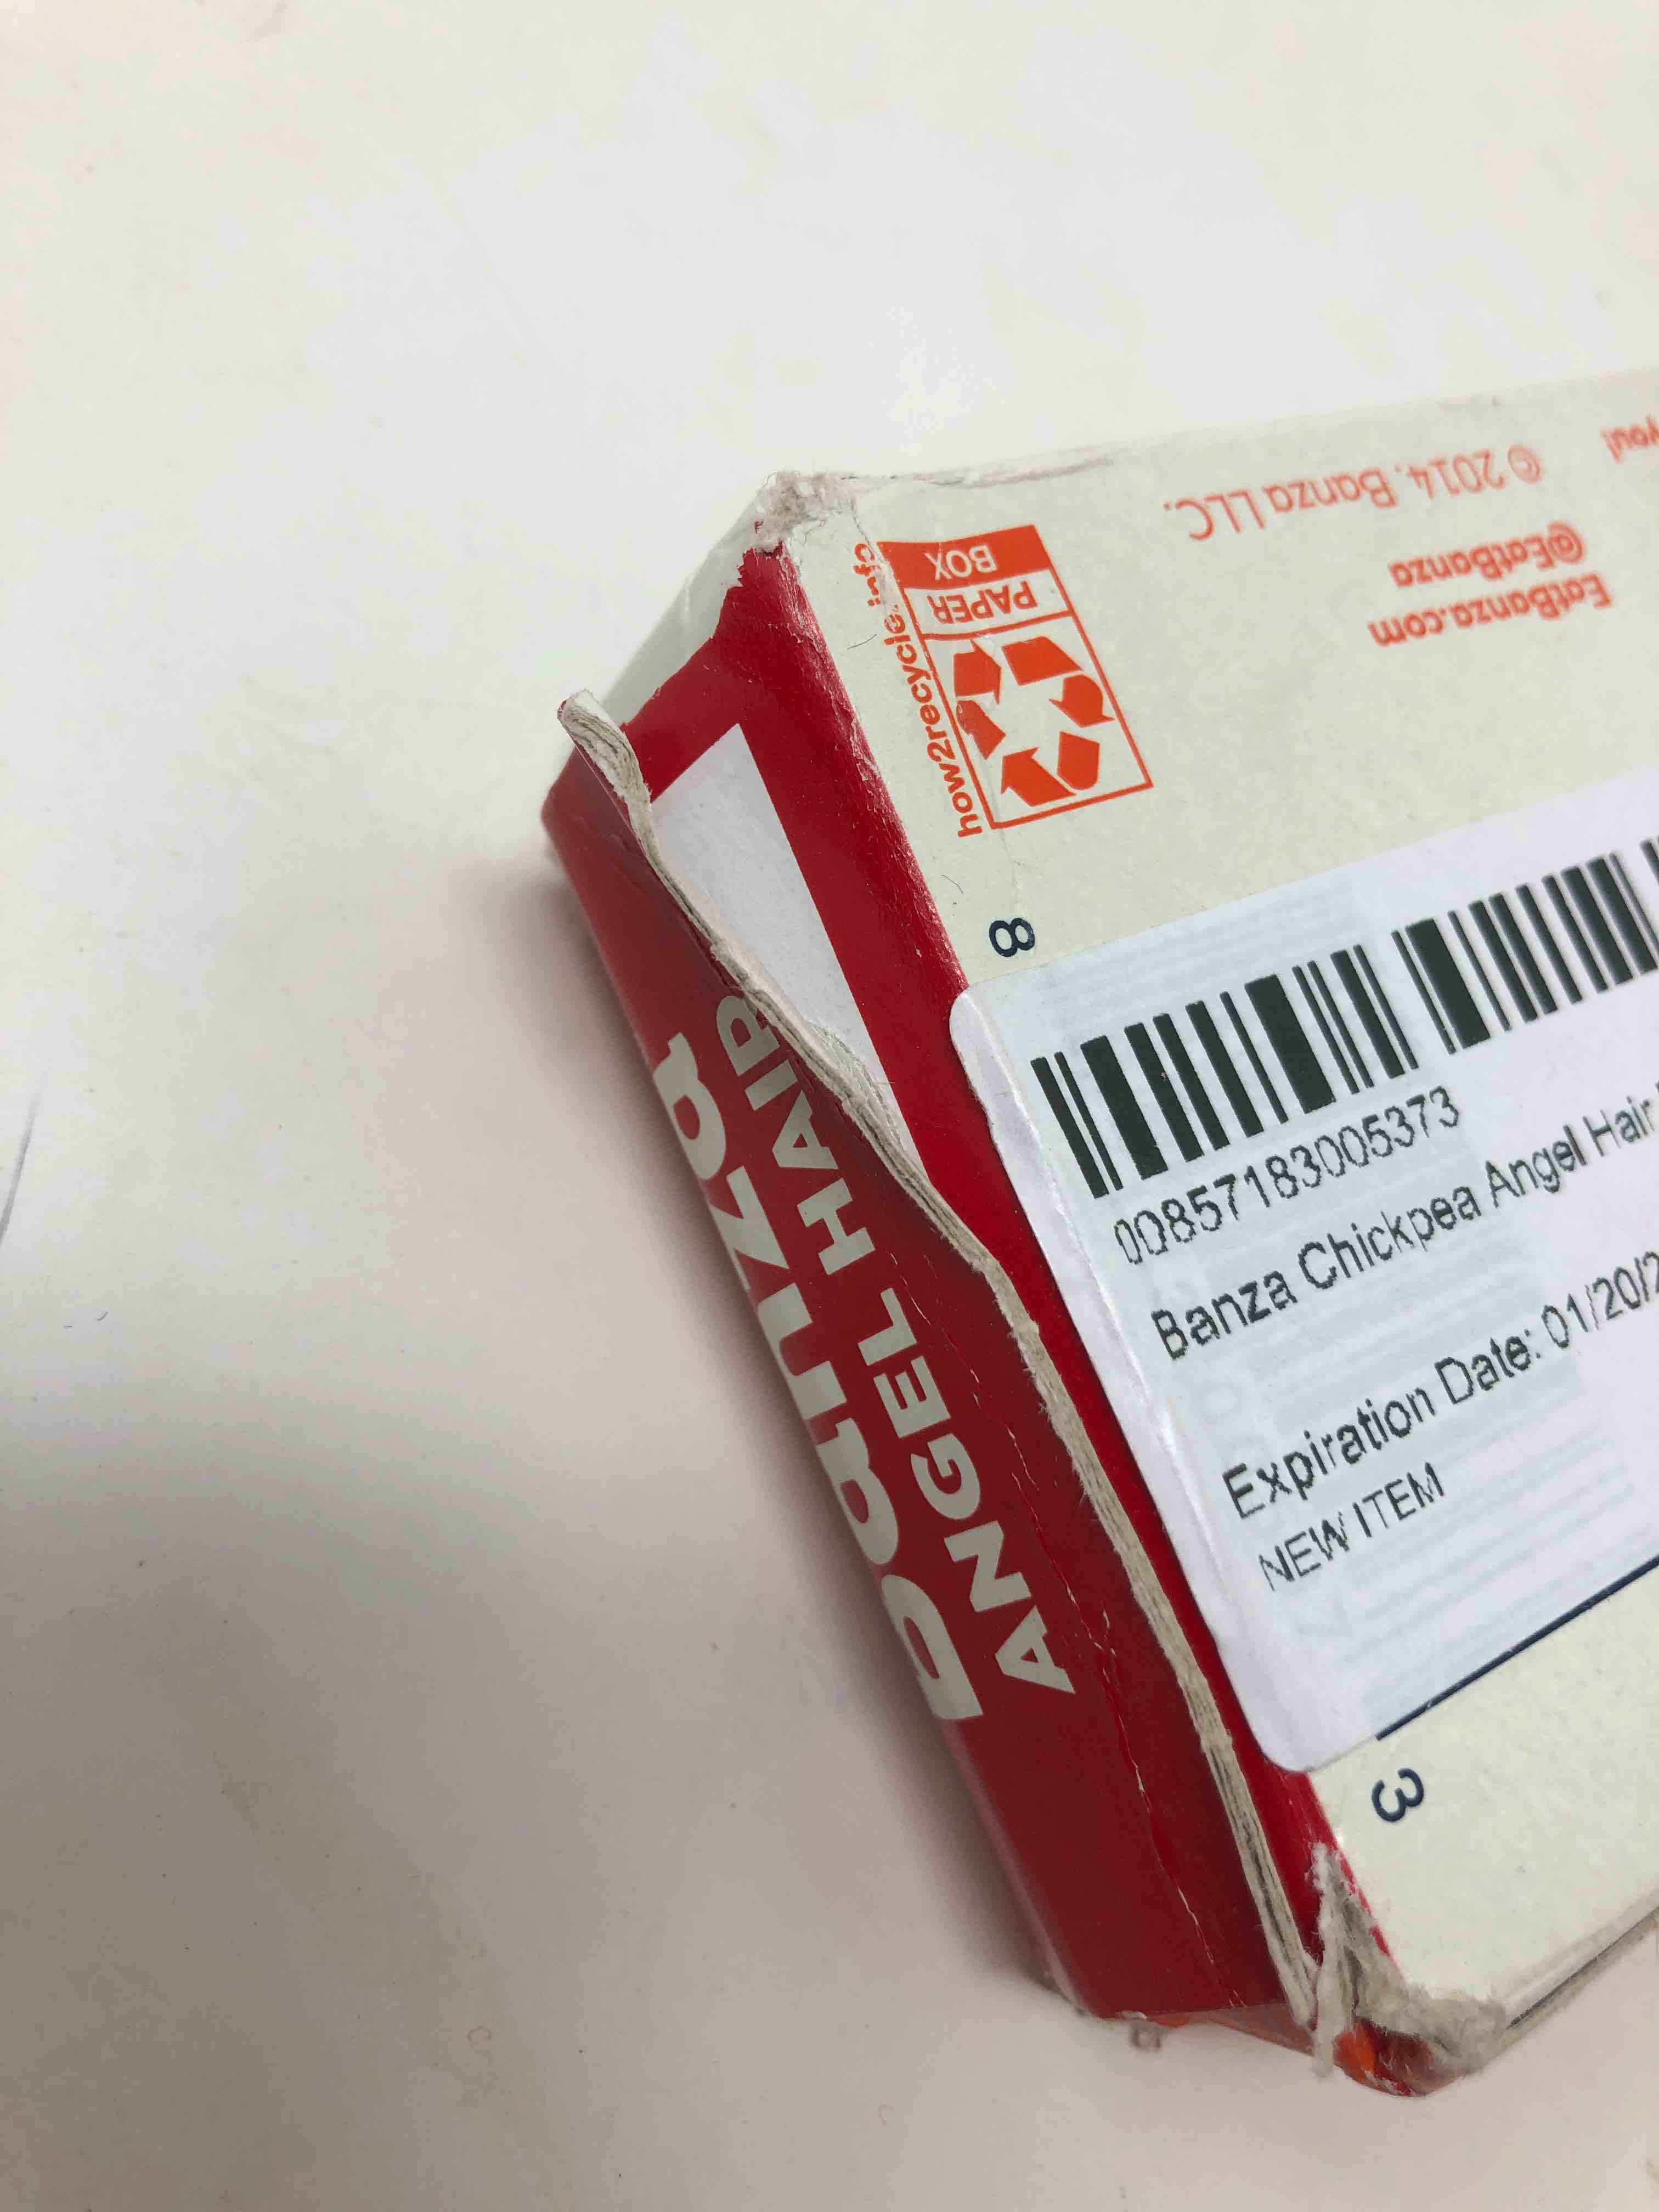 Banza
ANGEL HAIR
you!
© 2014. Banza LLC.
@EatBanza
EatBanza.com
BOX
PAPER
how2recycle.info
8
00857183005373
Banza Chickpea Angel Hair
Expiration Date: 01/20/2
NEW ITEM
3